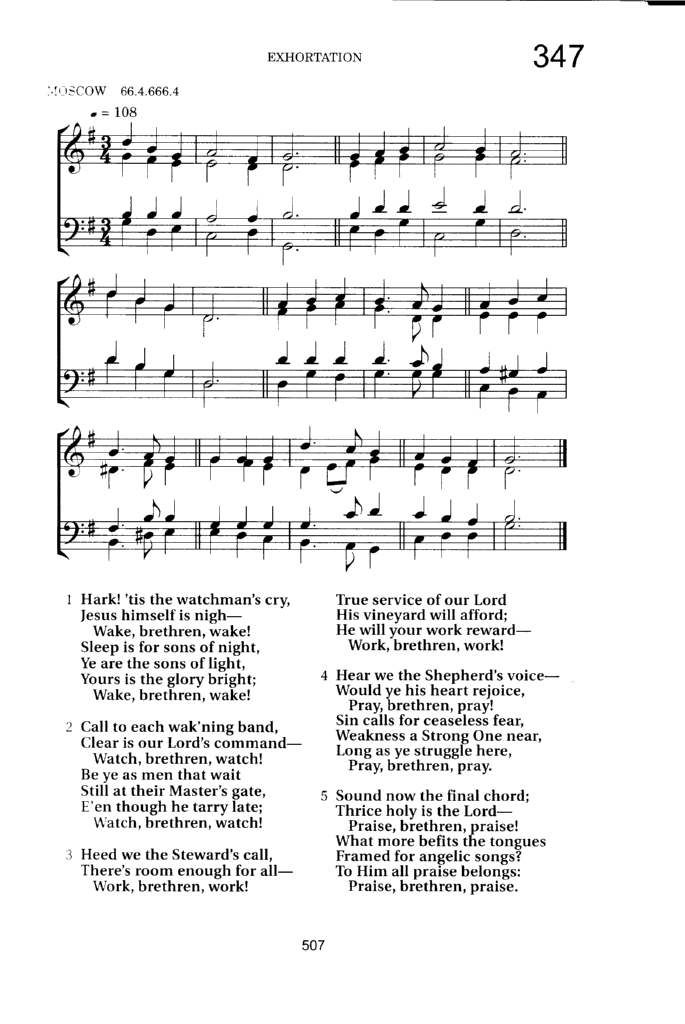 EXHORTATION
347
MOSCOW 66.4.666.4
♩ = 108
1 Hark! 'tis the watchman's cry,
Jesus himself is nigh—
Wake, brethren, wake!
Sleep is for sons of night,
Ye are the sons of light,
Yours is the glory bright;
Wake, brethren, wake!
2 Call to each wak'ning band,
Clear is our Lord's command—
Watch, brethren, watch!
Be ye as men that wait
Still at their Master's gate,
E'en though he tarry late;
Watch, brethren, watch!
3 Heed we the Steward's call,
There's room enough for all—
Work, brethren, work!
True service of our Lord
His vineyard will afford;
He will your work reward—
Work, brethren, work!
4 Hear we the Shepherd's voice—
Would ye his heart rejoice,
Pray, brethren, pray!
Sin calls for ceaseless fear,
Weakness a Strong One near,
Long as ye struggle here,
Pray, brethren, pray.
5 Sound now the final chord;
Thrice holy is the Lord—
Praise, brethren, praise!
What more befits the tongues
Framed for angelic songs?
To Him all praise belongs:
Praise, brethren, praise.
507